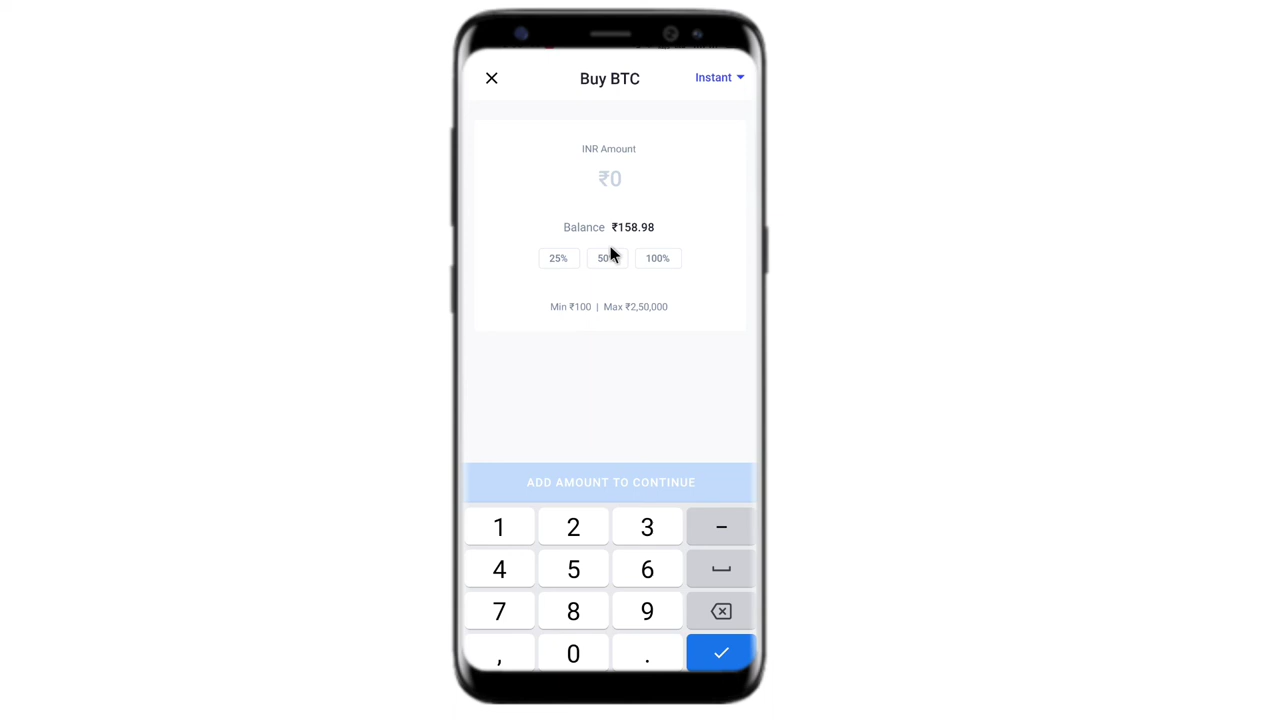 Buy BTC Instant
INR Amount
₹0
Balance ₹158.98
25% 50% 100%
Min ₹100 | Max ₹2,50,000
ADD AMOUNT TO CONTINUE
1 2 3 -
4 5 6
7 8 9
, 0 .